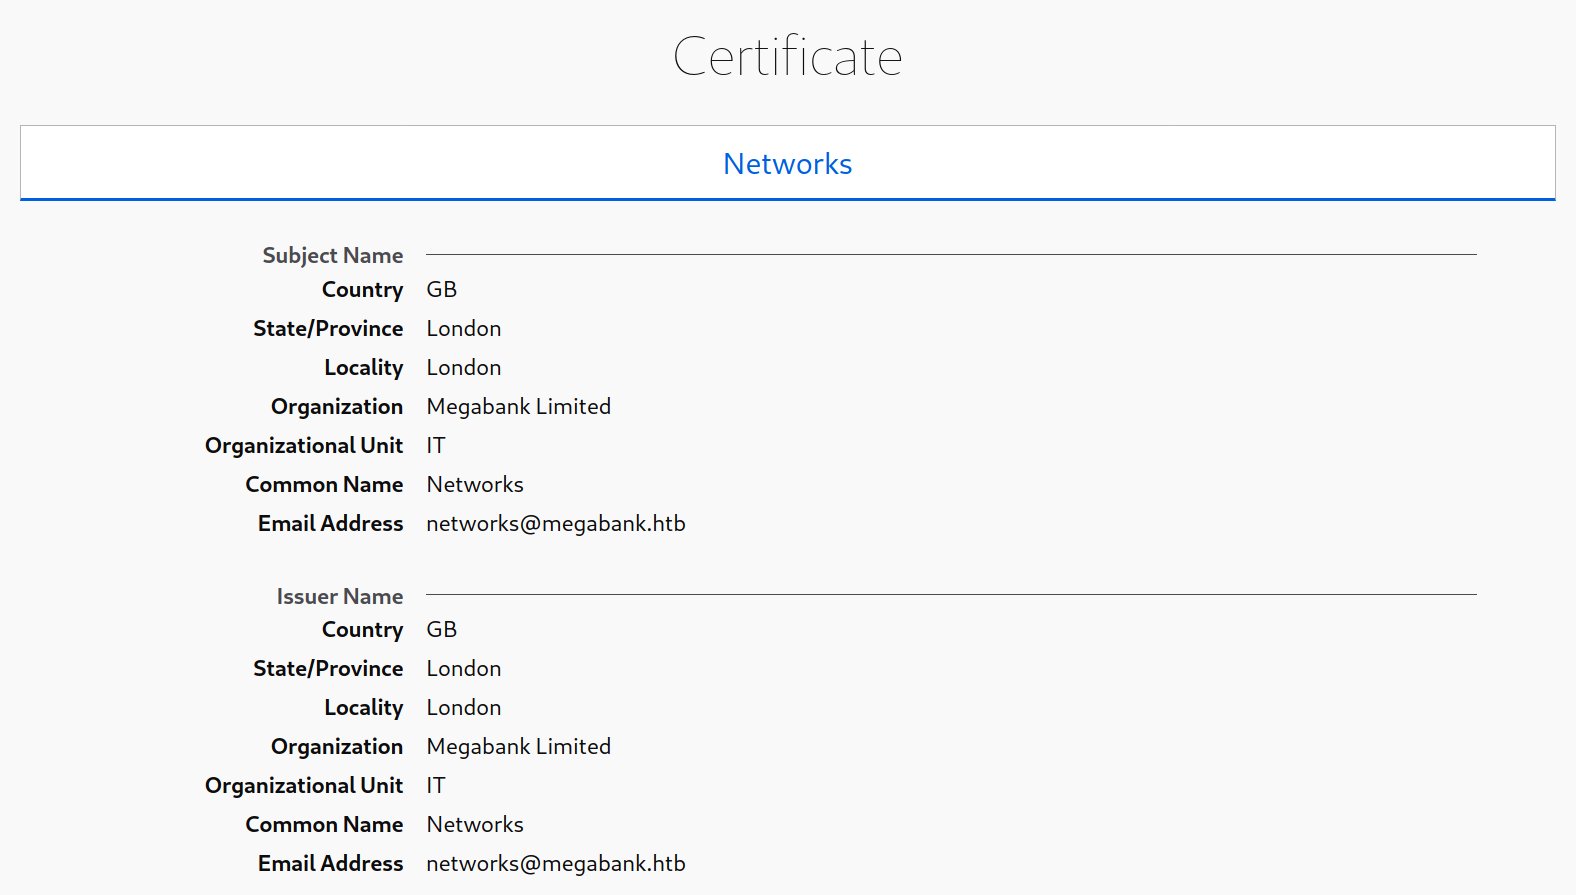 Certificate
Networks
Subject Name
Country GB
State/Province London
Locality London
Organization Megabank Limited
Organizational Unit IT
Common Name Networks
Email Address networks@megabank.htb
Issuer Name
Country GB
State/Province London
Locality London
Organization Megabank Limited
Organizational Unit IT
Common Name Networks
Email Address networks@megabank.htb